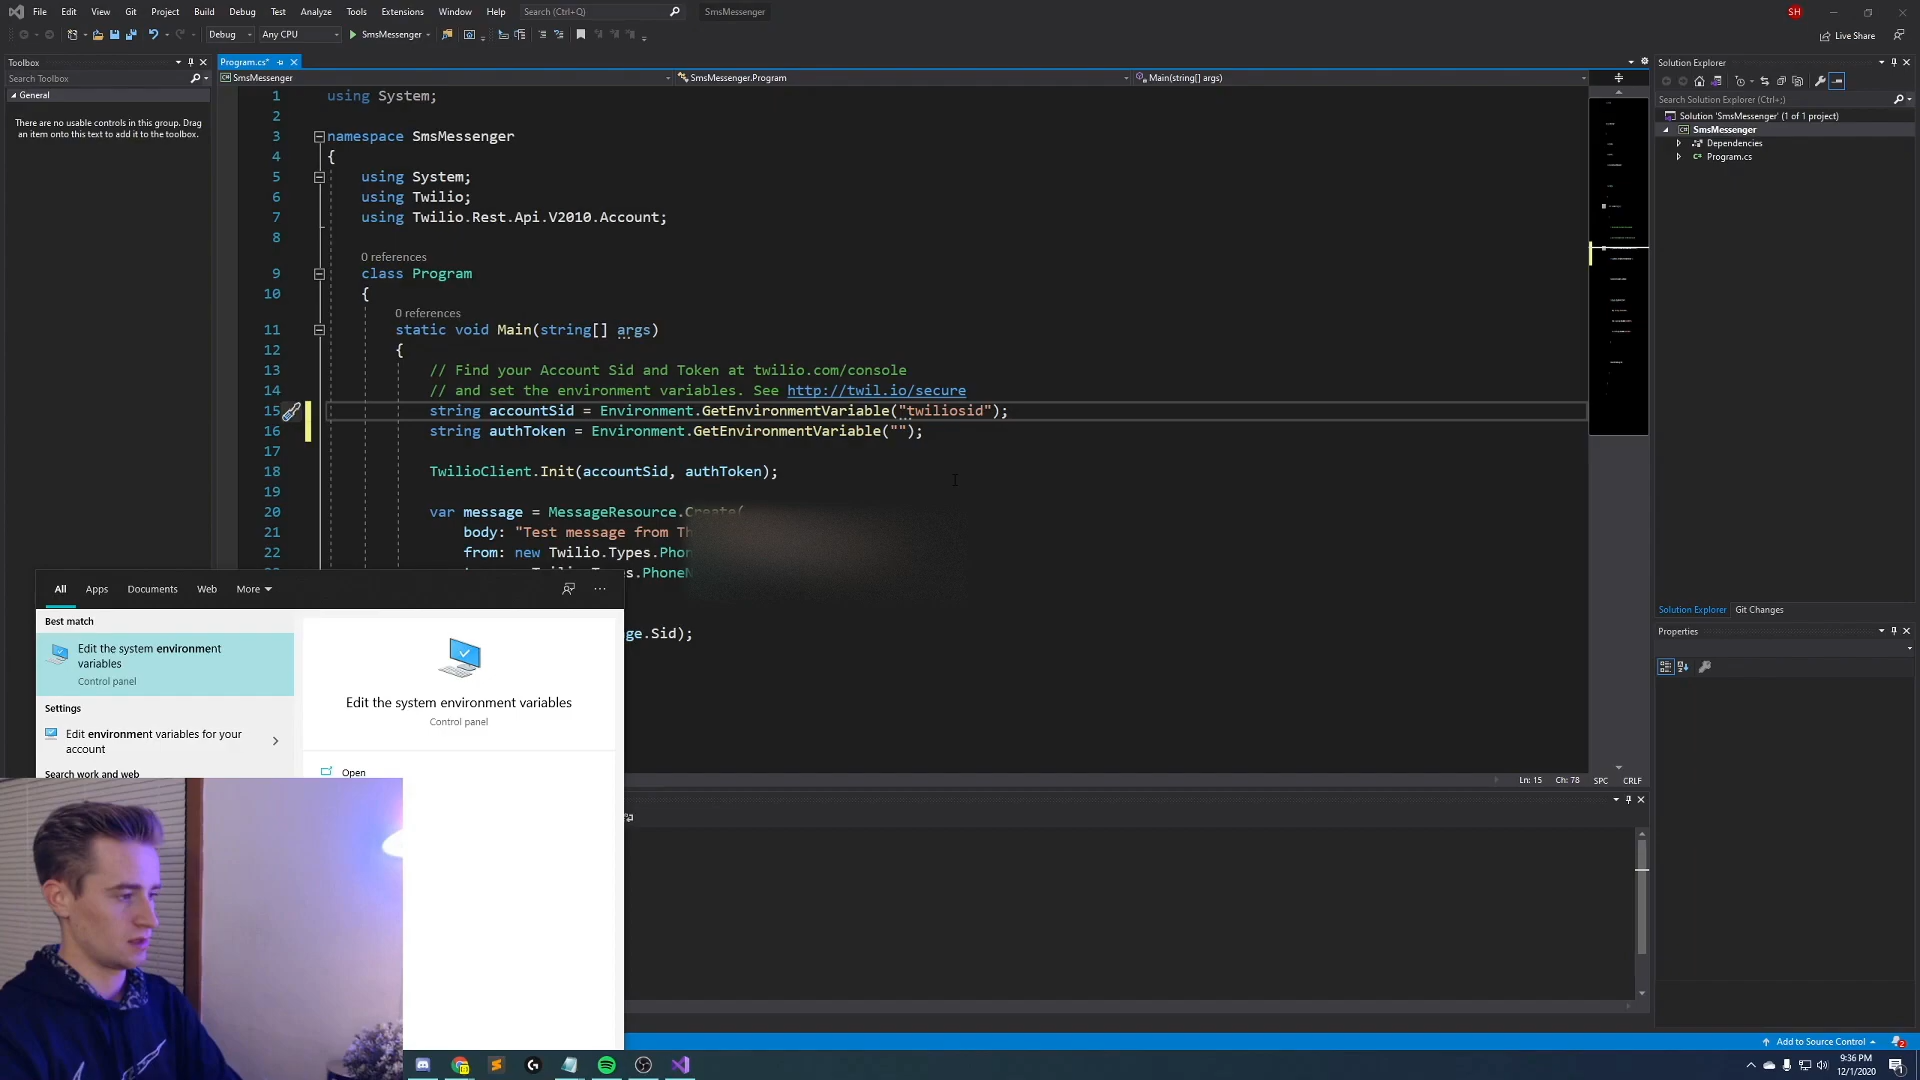 File Edit View Git Project Build Debug Test Analyze Tools Extensions Window Help Search (Ctrl+Q) SmsMessenger SH
Debug Any CPU SmsMessenger Live Share
Toolbox
Search Toolbox
General
There are no usable controls in this group. Drag
an item onto this text to add it to the toolbox.
Program.cs*
SmsMessenger SmsMessenger.Program Main(string[] args)
1 using System;
2
3 namespace SmsMessenger
4 {
5 using System;
6 using Twilio;
7 using Twilio.Rest.Api.V2010.Account;
8
0 references
9 class Program
10 {
0 references
11 static void Main(string[] args)
12 {
13 // Find your Account Sid and Token at twilio.com/console
14 // and set the environment variables. See http://twil.io/secure
15 string accountSid = Environment.GetEnvironmentVariable("twiliosid");
16 string authToken = Environment.GetEnvironmentVariable("");
17
18 TwilioClient.Init(accountSid, authToken);
19
20 var message = MessageResource.Create(
21 body: "Test message from Th
22 from: new Twilio.Types.Phon
s.PhoneN
ge.Sid);
All Apps Documents Web More
Best match
Edit the system environment
variables
Control panel
Settings
Edit environment variables for your
account
Search work and web
Edit the system environment variables
Control panel
Open
Ln: 15 Ch: 78 SPC CRLF
Solution Explorer
Search Solution Explorer (Ctrl+;)
Solution 'SmsMessenger' (1 of 1 project)
SmsMessenger
Dependencies
Program.cs
Solution Explorer Git Changes
Properties
Add to Source Control 2
9:36 PM
12/1/2020